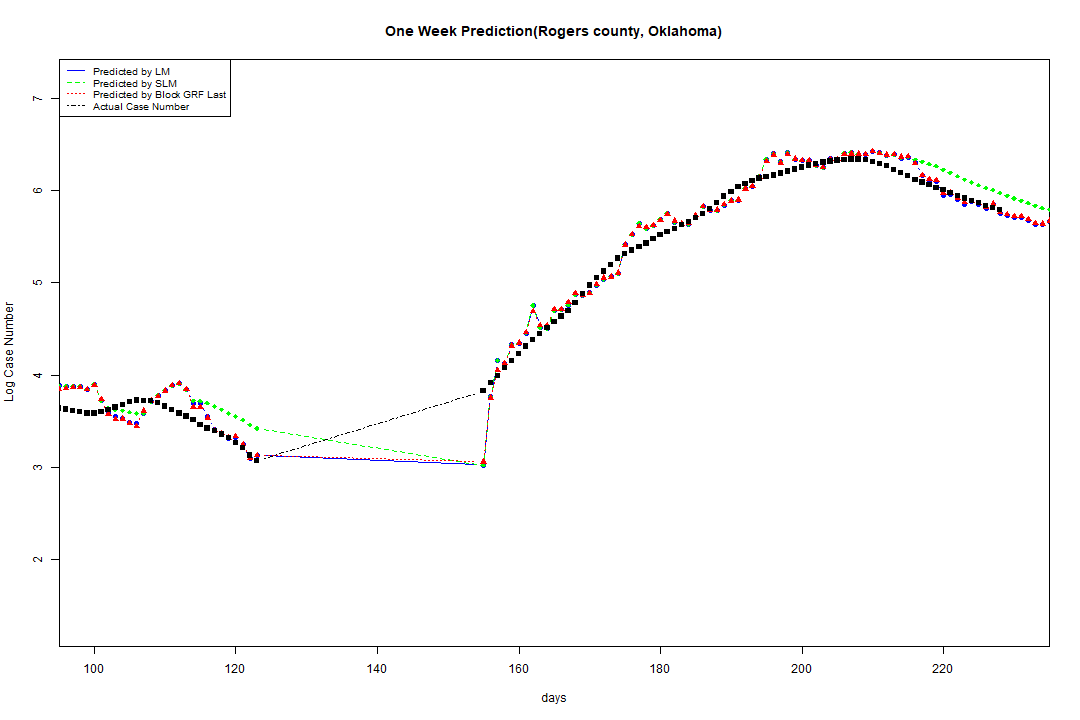 One Week Prediction(Rogers county, Oklahoma)
Predicted by LM
Predicted by SLM
Predicted by Block GRF Last
Actual Case Number
7
6
5
4
3
2
Log Case Number
100 120 140 160 180 200 220
days